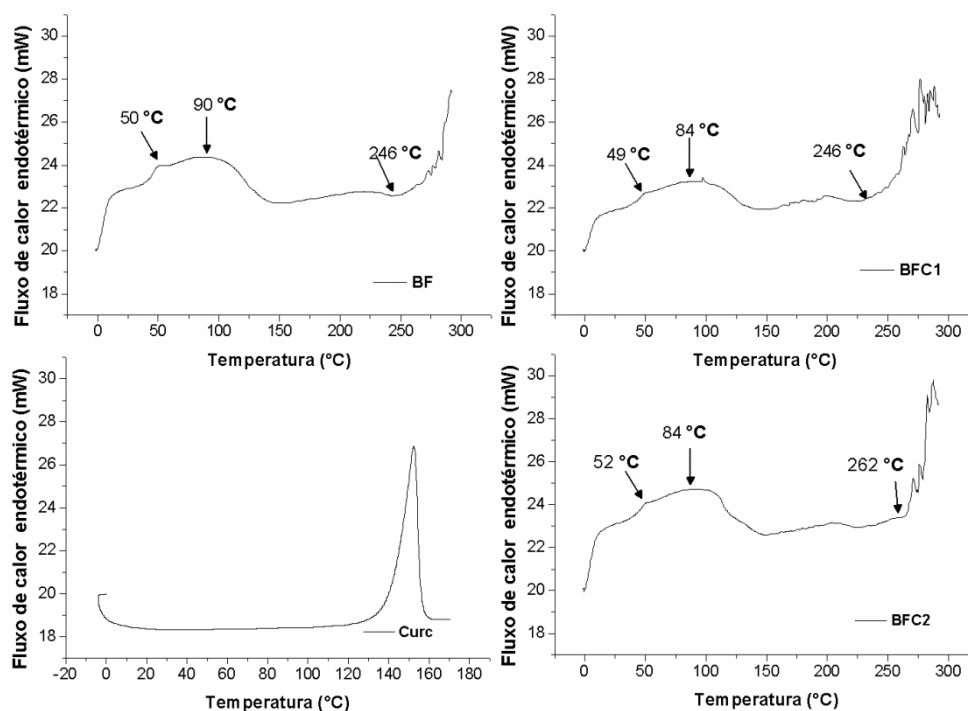 Fluxo de calor endotérmico (mW)
28
26
24
22
20
18
50 °C
90 °C
246 °C
BF
0
50
100
150
200
250
300
Temperatura (°C)
Fluxo de calor endotérmico (mW)
28
26
24
22
20
18
49 °C
84 °C
246 °C
BFC1
0
50
100
150
200
250
300
Temperatura (°C)
Fluxo de calor endotérmico (mW)
30
28
26
24
22
20
18
Curc
-20
0
20
40
60
80
100
120
140
160
180
Temperatura (°C)
Fluxo de calor endotérmico (mW)
30
28
26
24
22
20
18
52 °C
84 °C
262 °C
BFC2
0
50
100
150
200
250
300
Temperatura (°C)